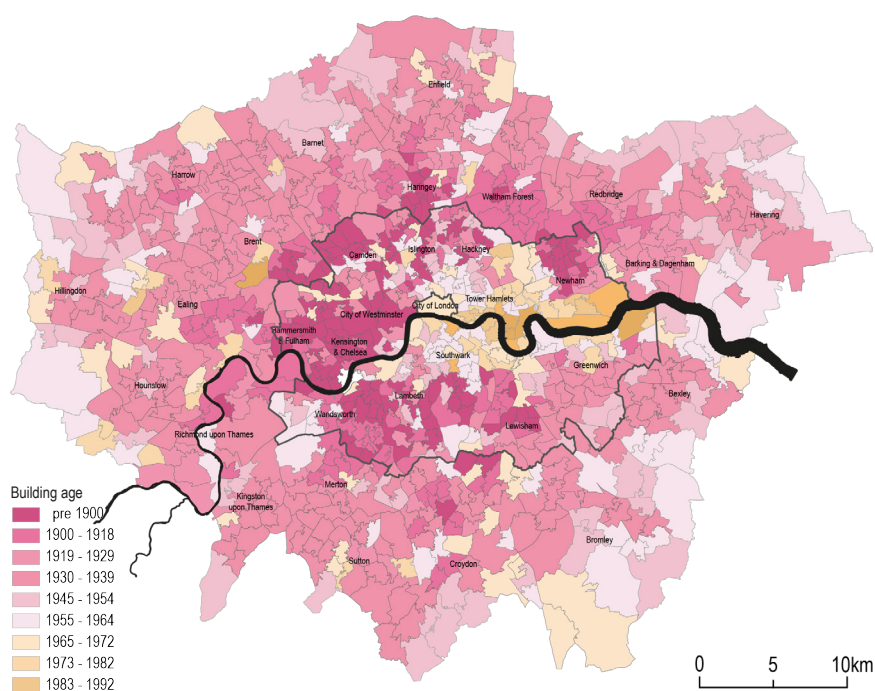 Enfield
Barnet
Harrow
Haringey
Waltham Forest
Redbridge
Havering
Brent
Camden
Islington
Hackney
Barking & Dagenham
Newham
Hillingdon
Ealing
City of London
Tower Hamlets
City of Westminster
Hammersmith
& Fulham
Kensington
& Chelsea
Southwark
Greenwich
Hounslow
Lambeth
Bexley
Wandsworth
Lewisham
Richmond upon Thames
Merton
Kingston
upon Thames
Bromley
Sutton
Croydon
Building age
pre 1900
1900 - 1918
1919 - 1929
1930 - 1939
1945 - 1954
1955 - 1964
1965 - 1972
1973 - 1982
1983 - 1992
0 5 10km